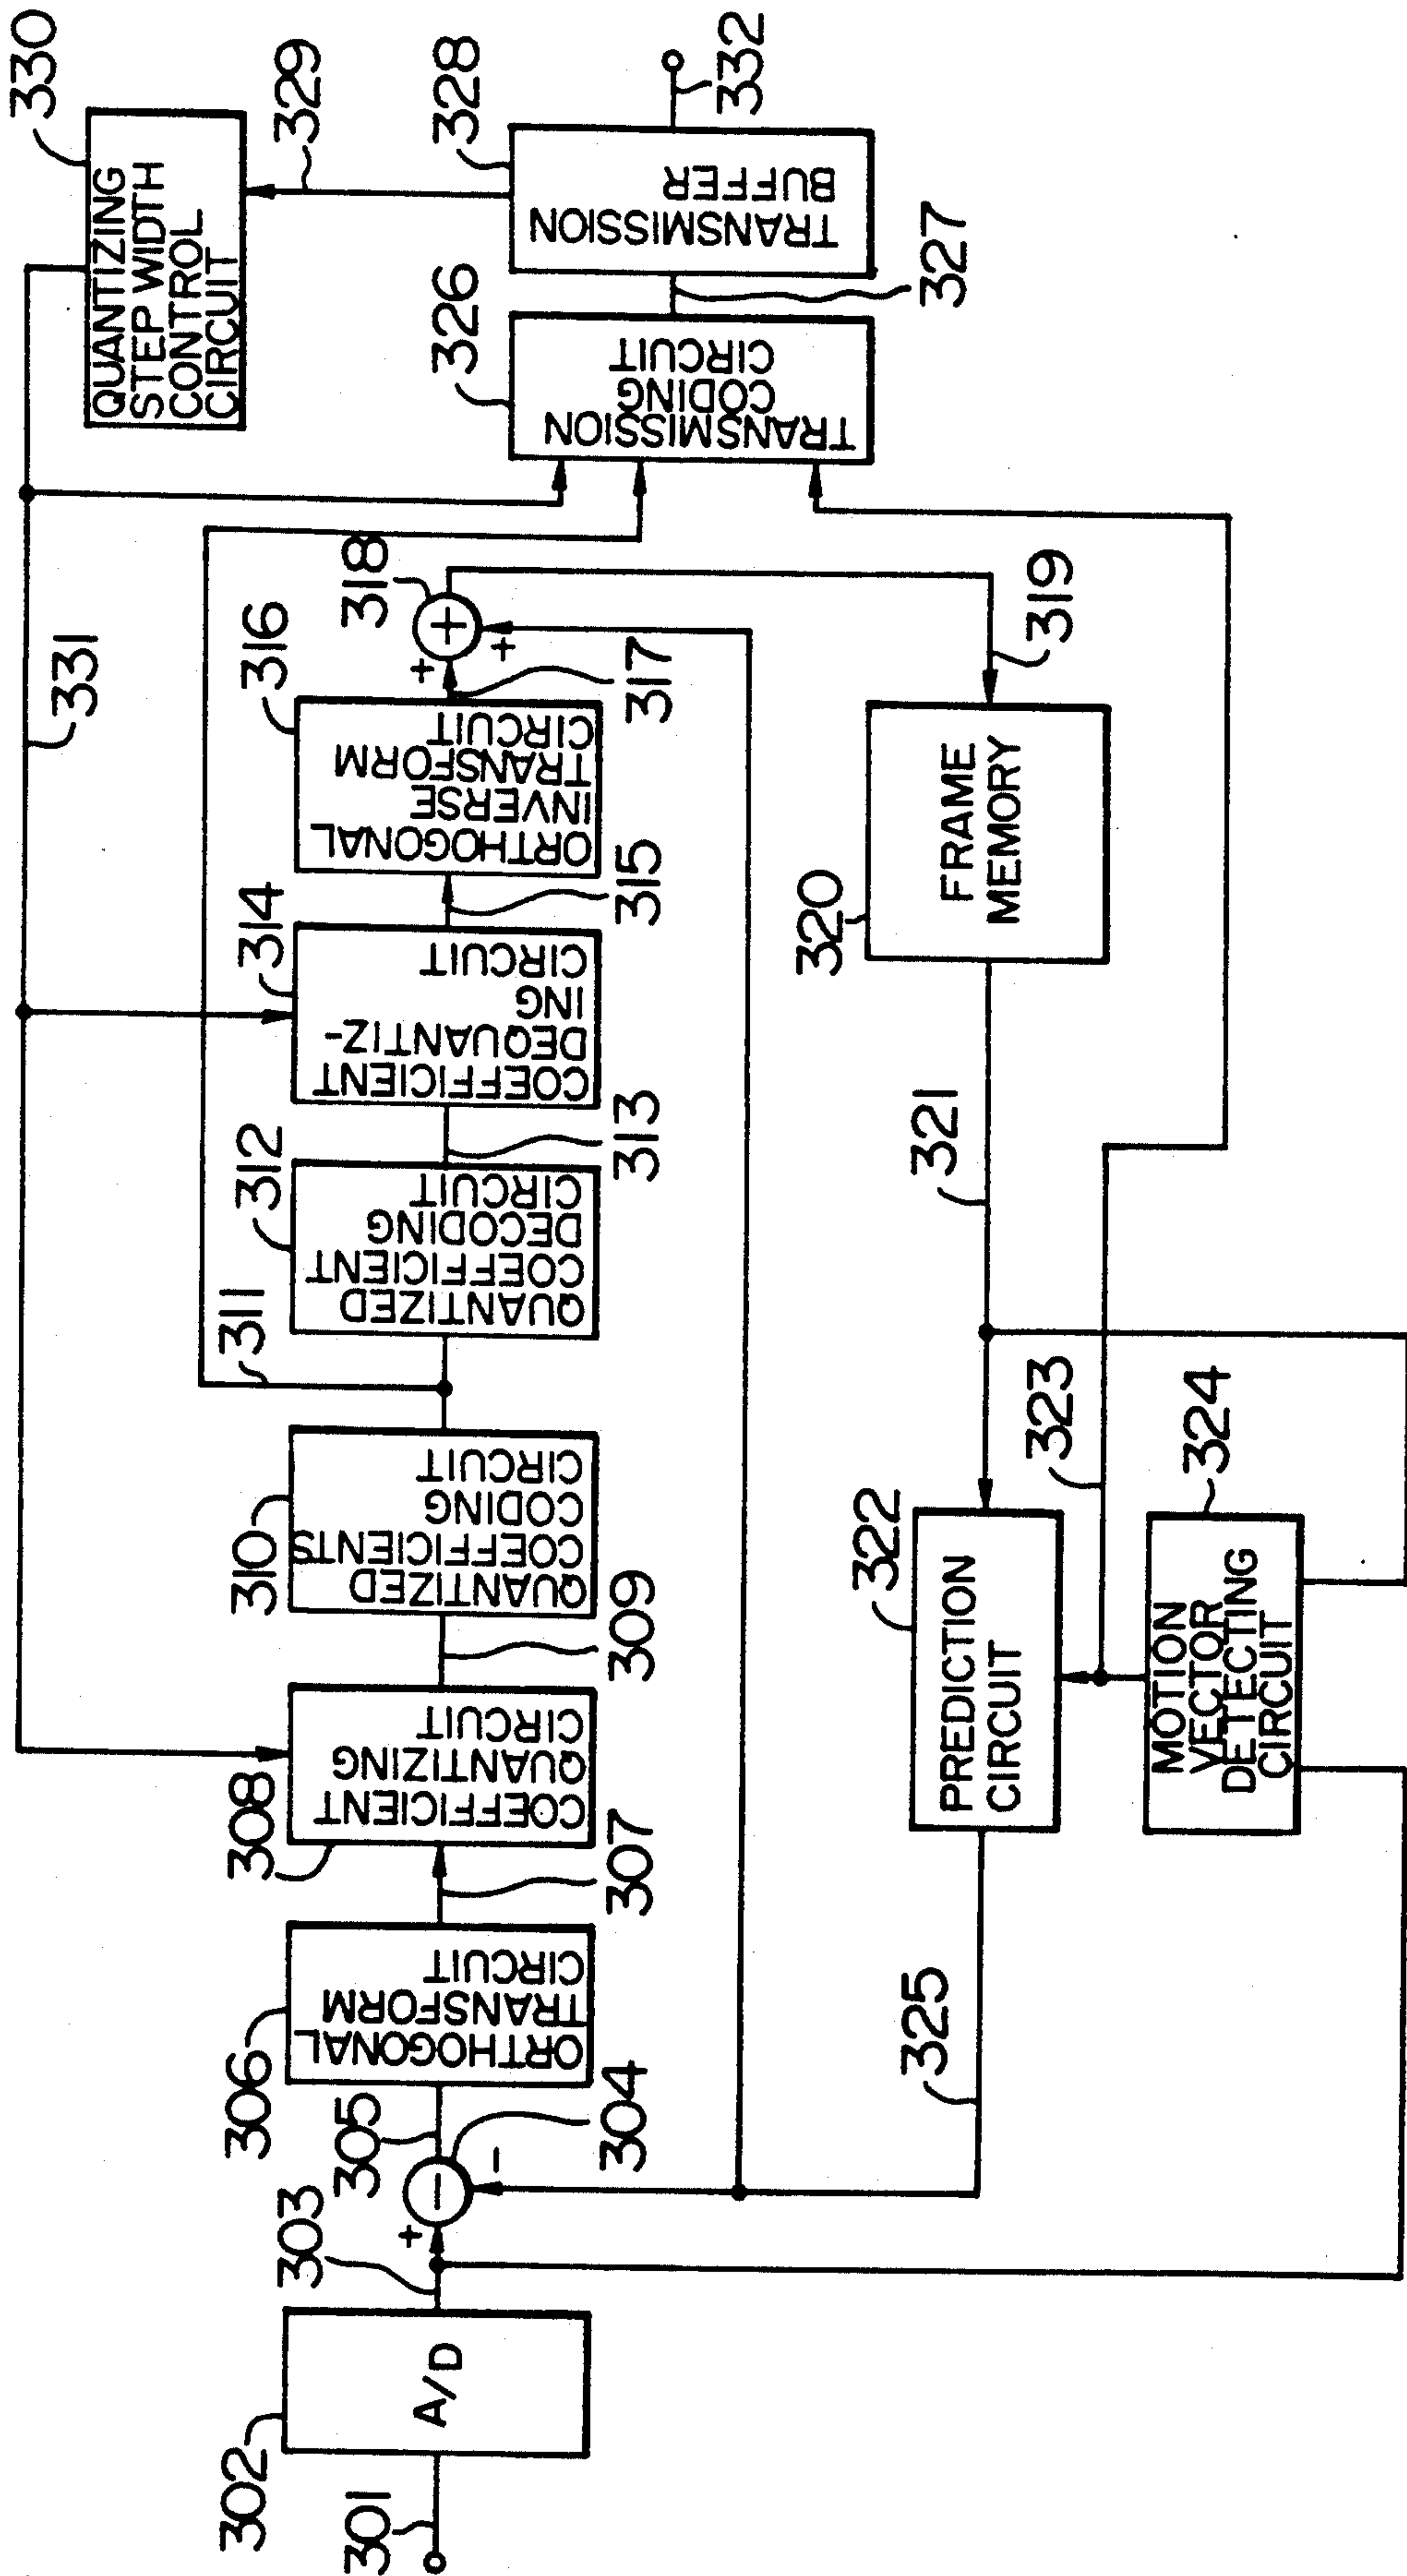 330
QUANTIZING
STEP WIDTH
CONTROL
CIRCUIT
329
331
328
TRANSMISSION
BUFFER
332
327
326
TRANSMISSION
CODING
CIRCUIT
318
+
+
+
319
316
ORTHOGONAL
INVERSE
TRANSFORM
CIRCUIT
317
315
314
COEFFICIENT
DEQUANTIZ-
ING
CIRCUIT
313
312
QUANTIZED
COEFFICIENT
DECODING
CIRCUIT
311
310
QUANTIZED
COEFFICIENTS
CODING
CIRCUIT
309
308
COEFFICIENT
QUANTIZING
CIRCUIT
307
306
ORTHOGONAL
TRANSFORM
CIRCUIT
305
304
+
−
−
303
302
A/D
301
320
FRAME
MEMORY
321
322
PREDICTION
CIRCUIT
323
324
MOTION
VECTOR
DETECTING
CIRCUIT
325